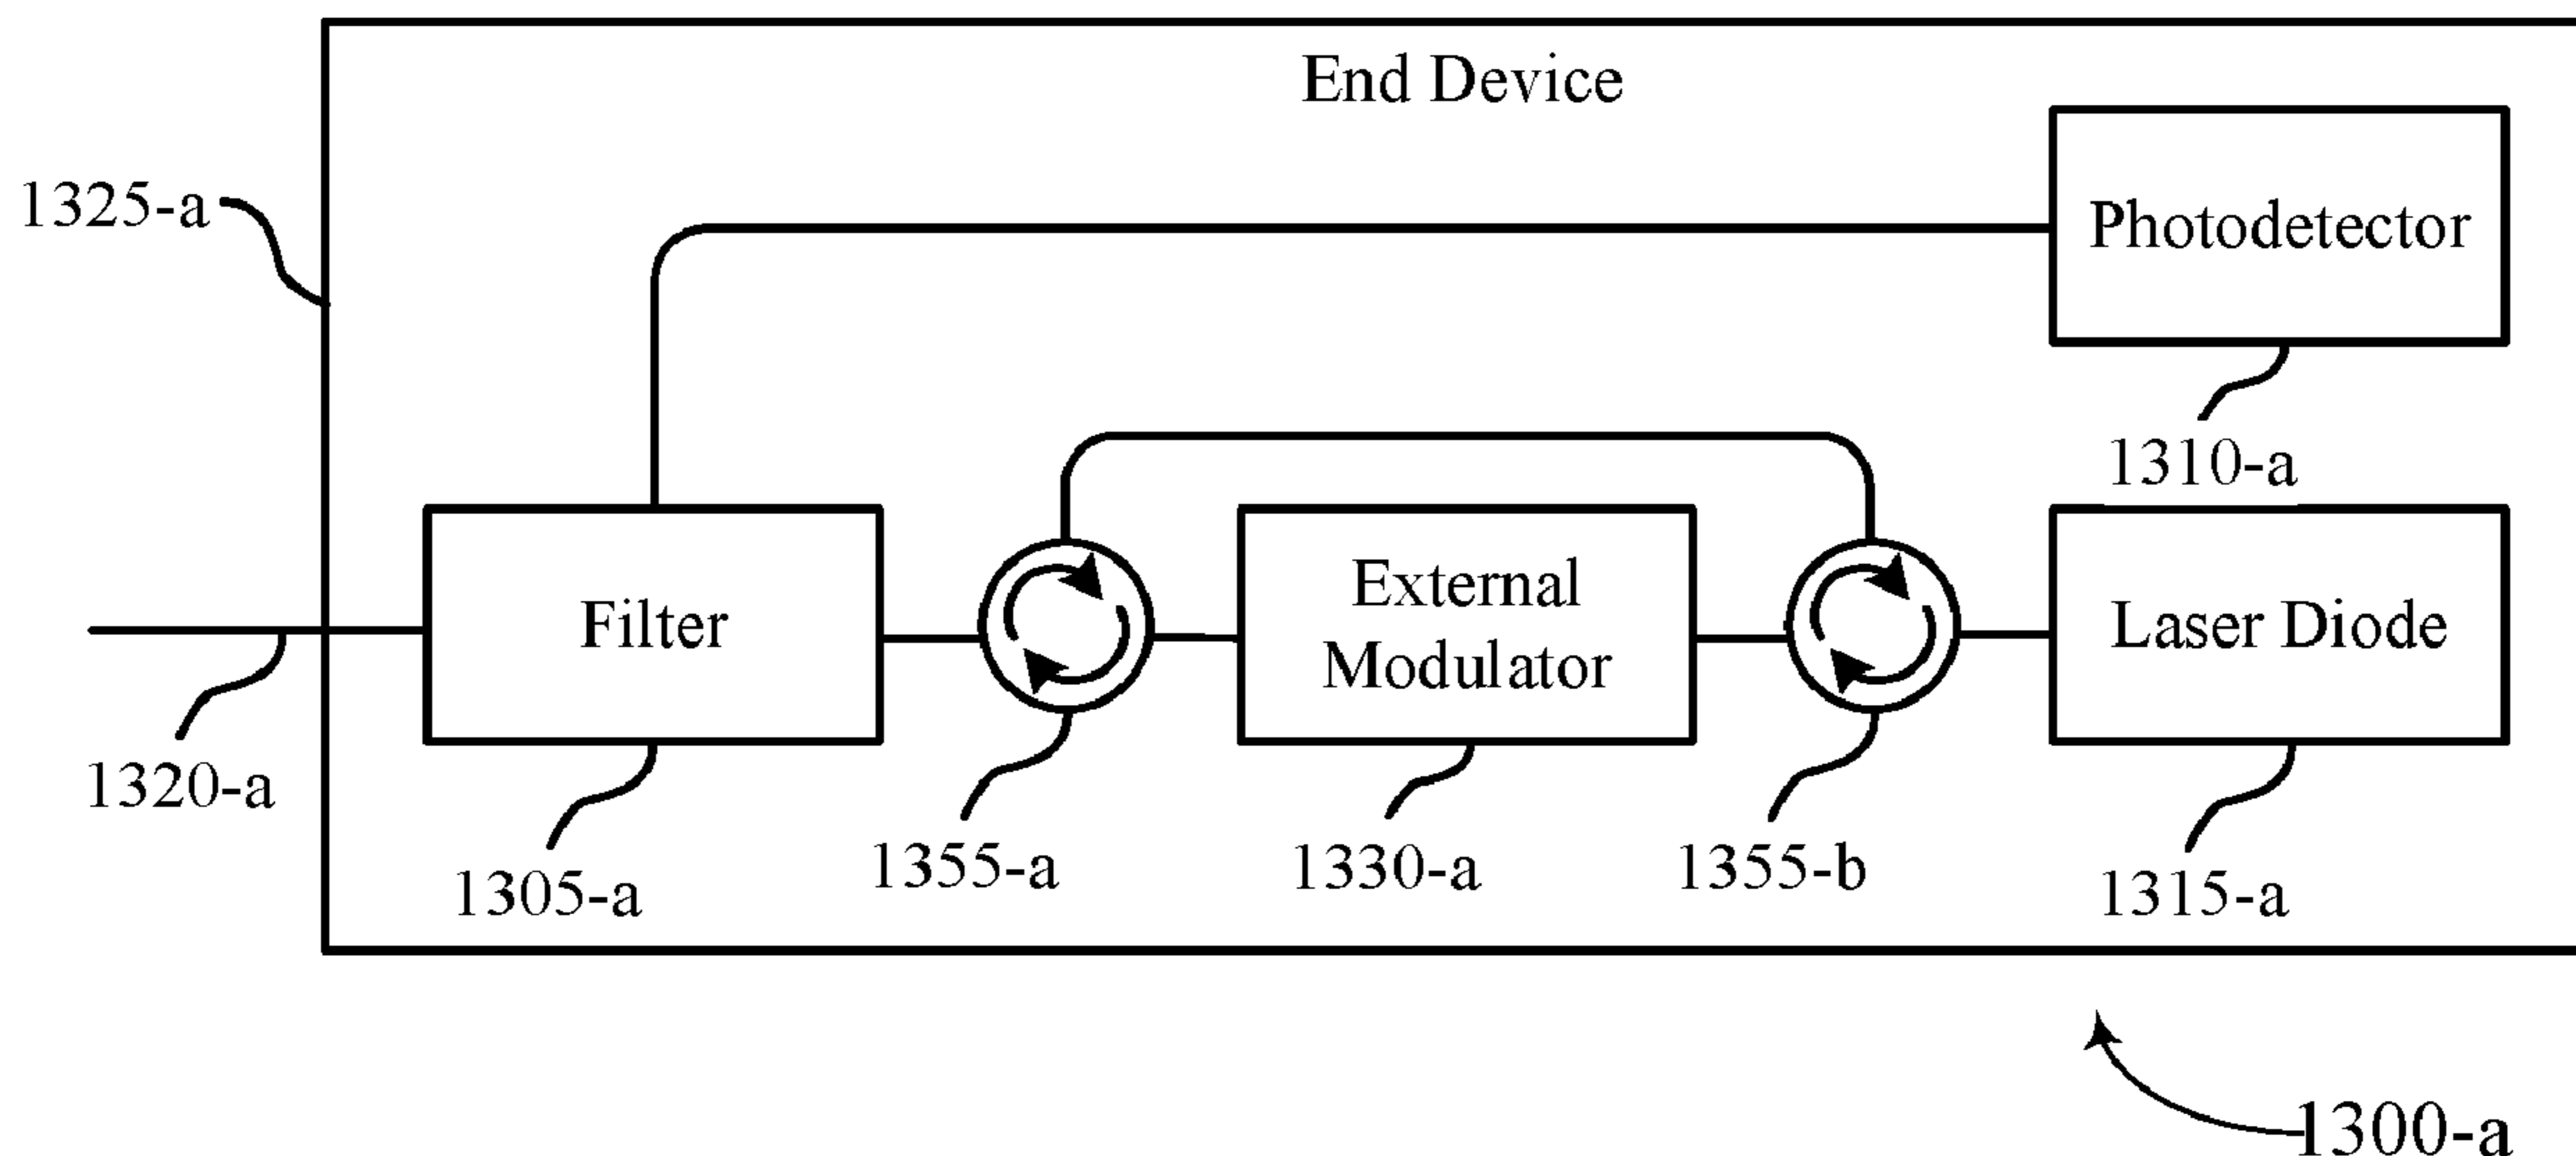 End Device
1325-a
Photodetector
1310-a
Filter
External
Modulator
Laser Diode
1320-a
1305-a
1355-a
1330-a
1355-b
1315-a
1300-a